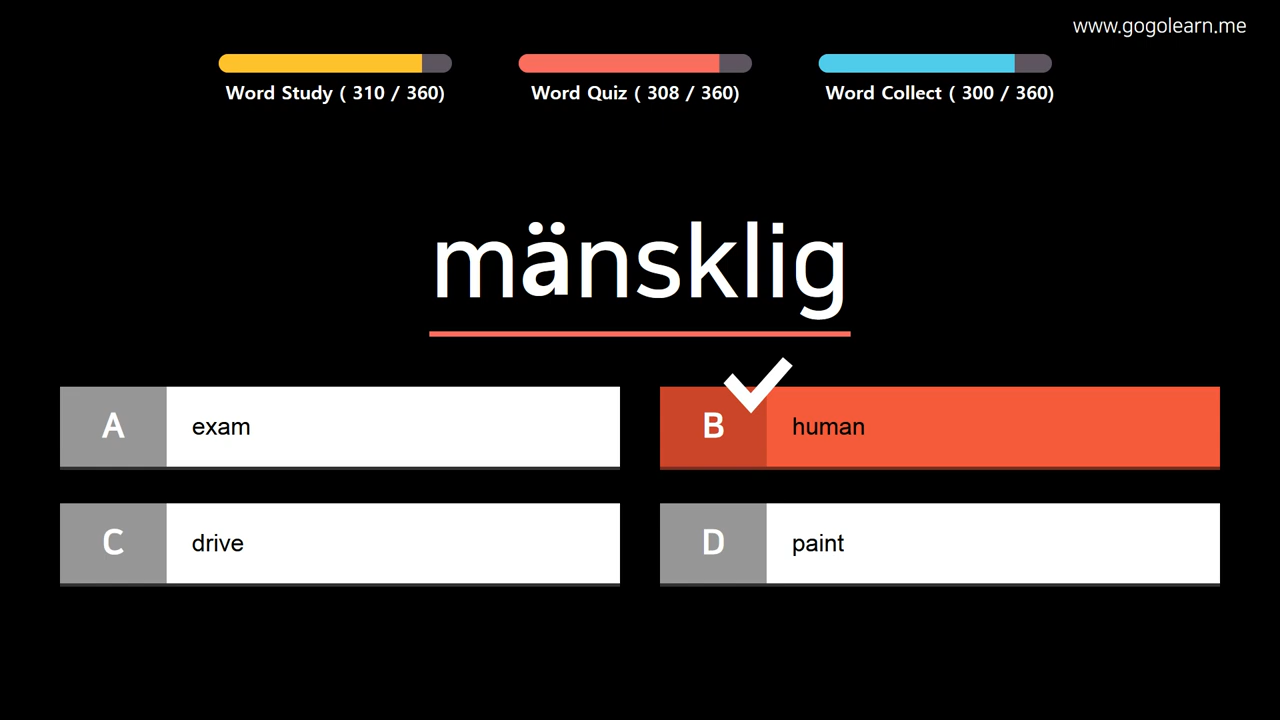 www.gogolearn.me
Word Study ( 310 / 360)
Word Quiz ( 308 / 360)
Word Collect ( 300 / 360)
mänsklig
A exam
B human
C drive
D paint